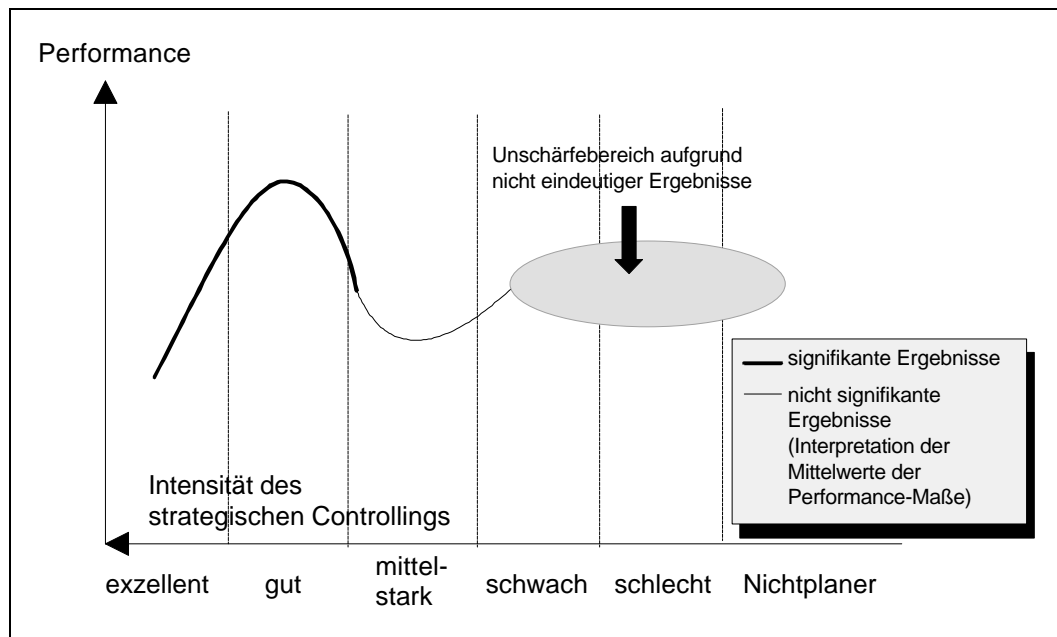 Performance
Unschärfebereich aufgrund
nicht eindeutiger Ergebnisse
signifikante Ergebnisse
nicht signifikante
Ergebnisse
(Interpretation der
Mittelwerte der
Performance-Maße)
Intensität des
strategischen Controllings
exzellent
gut
mittel-
stark
schwach
schlecht
Nichtplaner